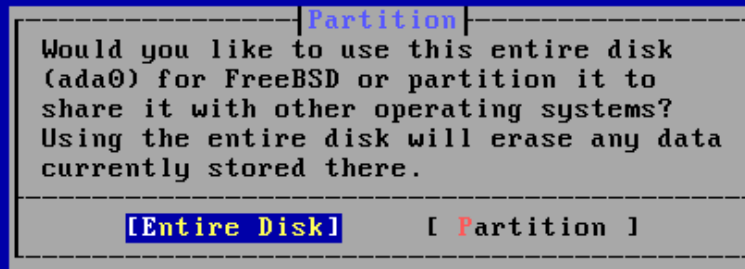 Partition
Would you like to use this entire disk
(ada0) for FreeBSD or partition it to
share it with other operating systems?
Using the entire disk will erase any data
currently stored there.
[Entire Disk] [ Partition ]